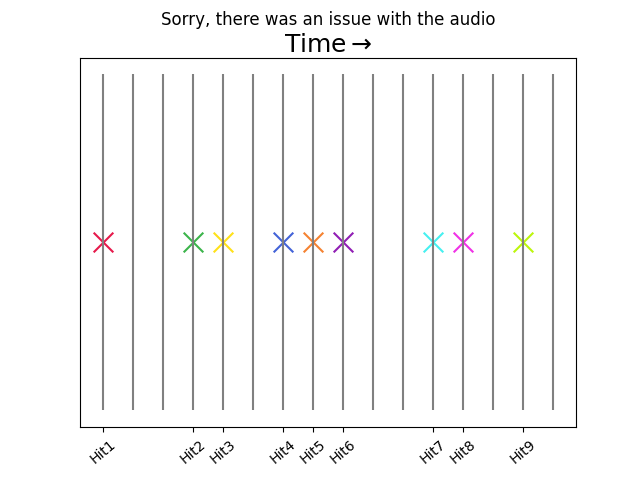 Sorry, there was an issue with the audio
Time→
Hit1 Hit2 Hit3 Hit4 Hit5 Hit6 Hit7 Hit8 Hit9